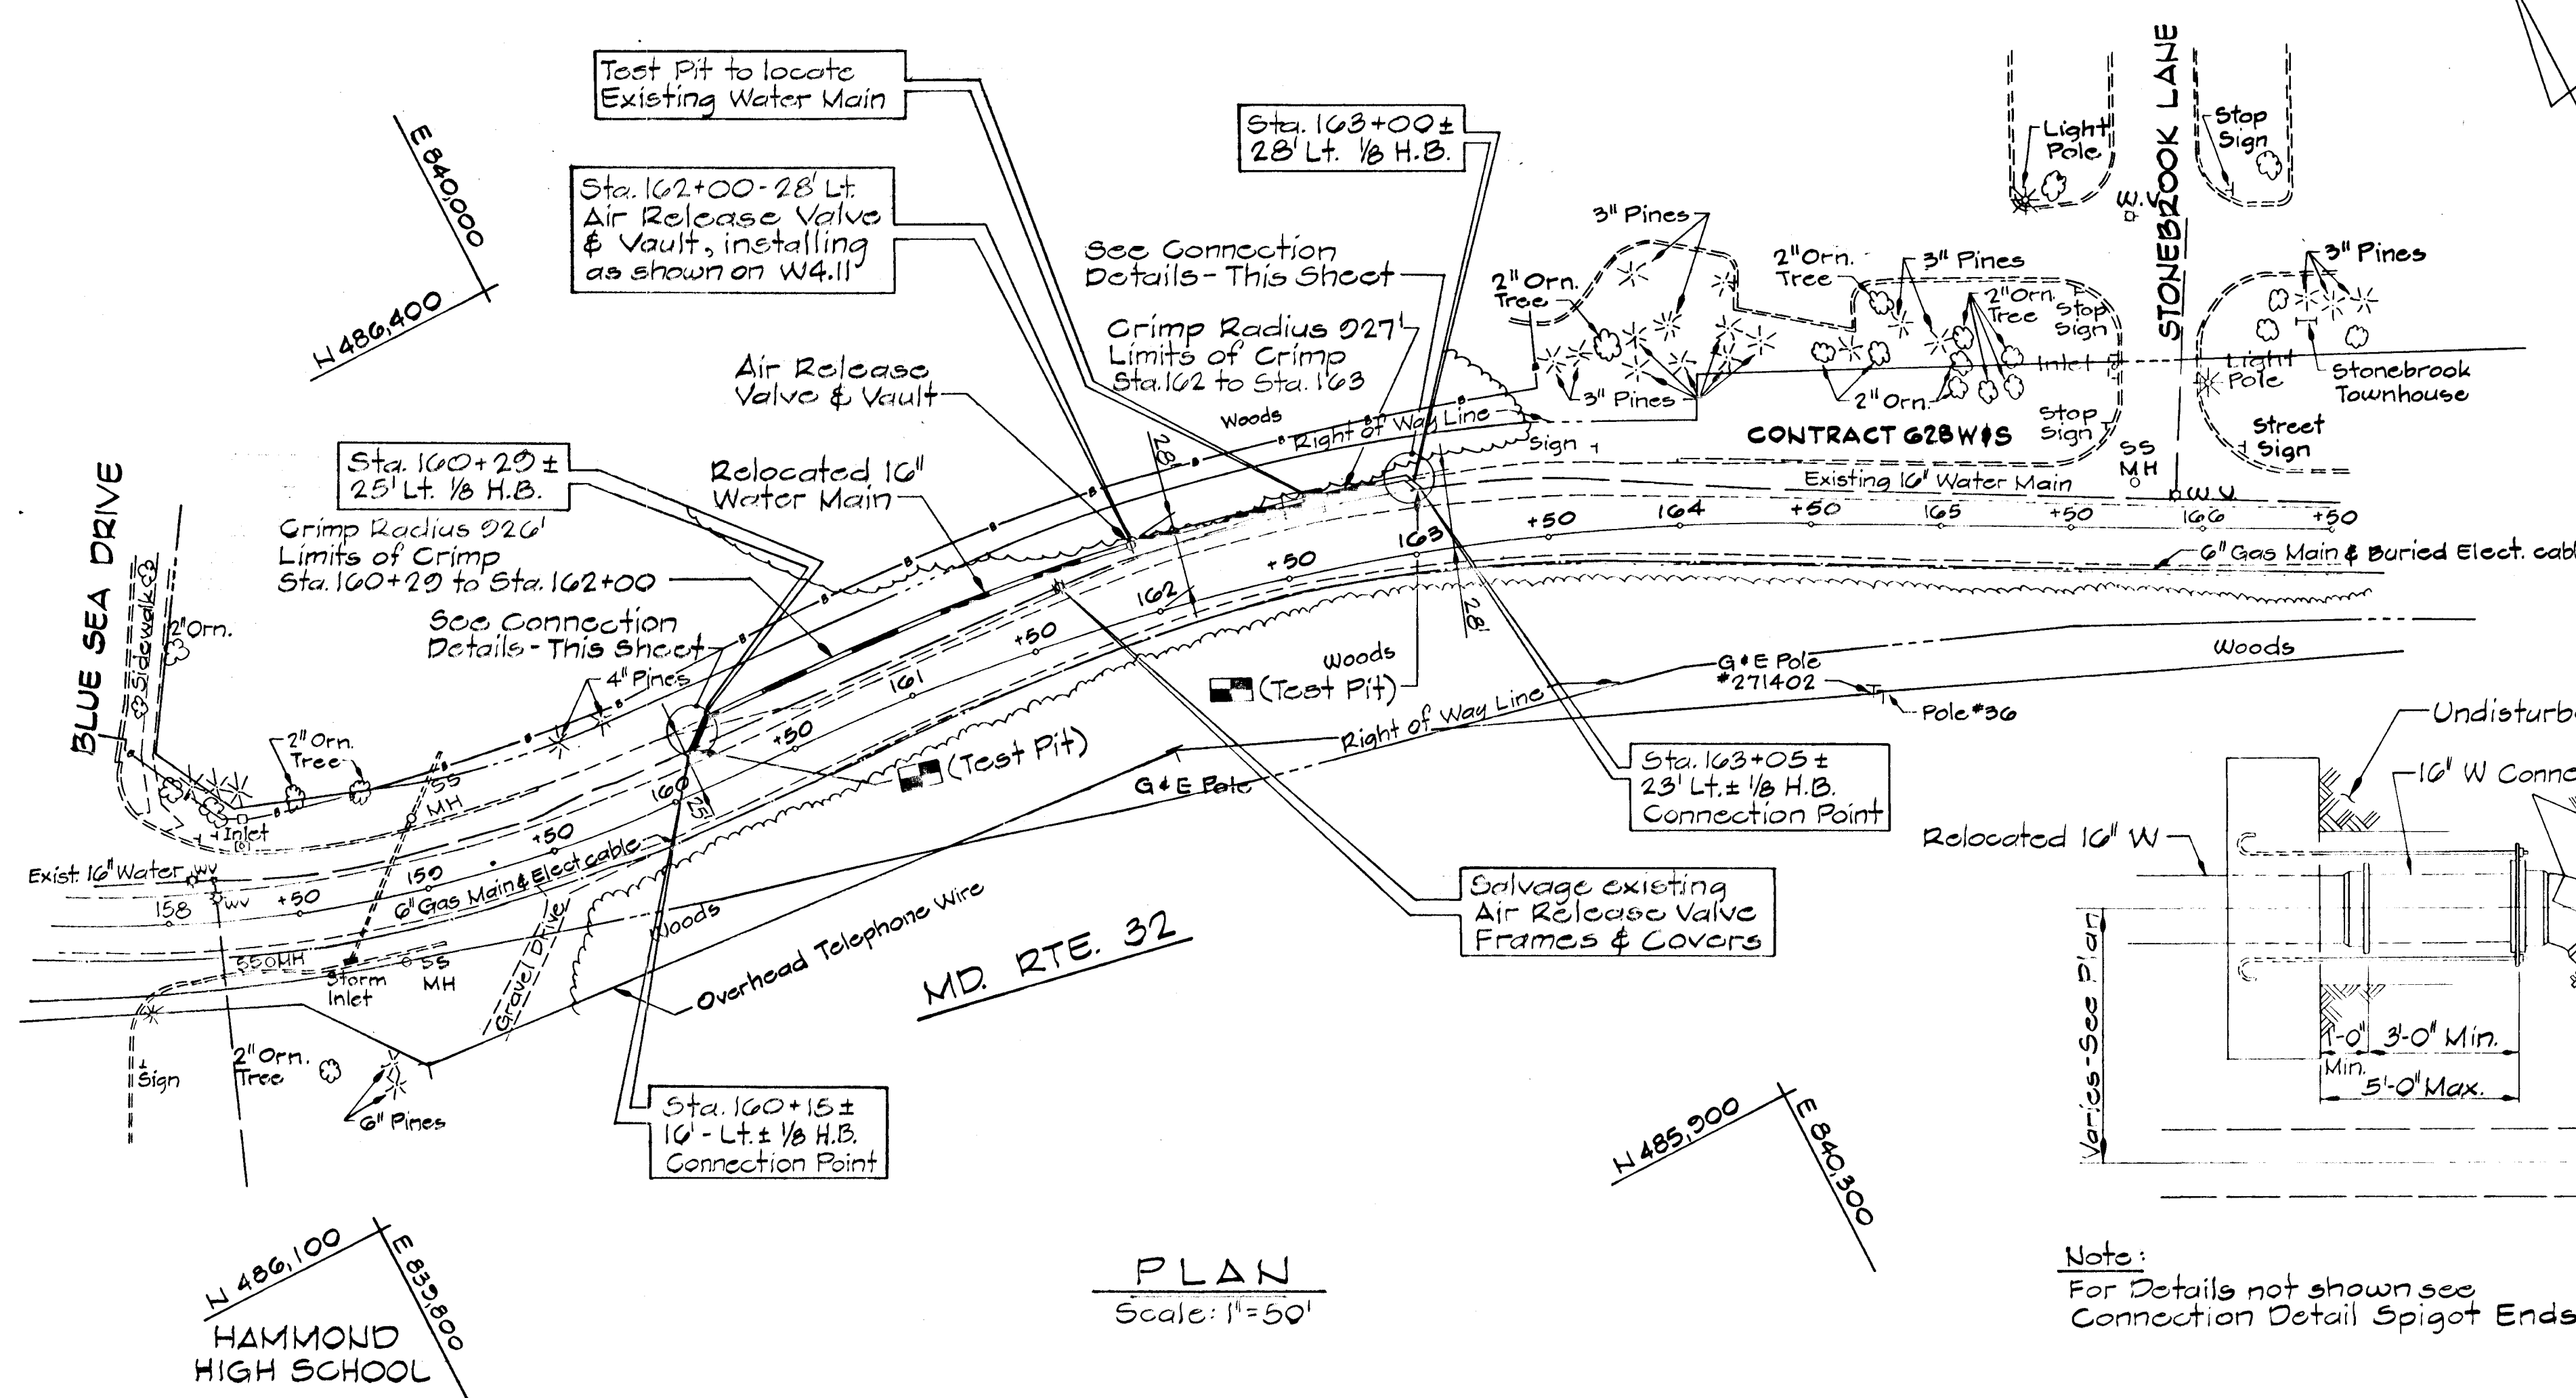 Test Pit to locate
Existing Water Main
Sta. 162+00-28' Lt.
Air Release Valve
& Vault, installing
as shown on W4.11
Sta. 163+00±
28' Lt. 1/8 H.B.
E 840,000
N 486,400
See Connection
Details-This Sheet
Crimp Radius 927'
Limits of Crimp
Sta.162 to Sta. 163
Air Release
Valve & Vault
Sta. 160+29±
25' Lt. 1/8 H.B.
Relocated 16"
Water Main
Crimp Radius 926'
Limits of Crimp
Sta. 160+29 to Sta. 162+00
See Connection
Details-This Sheet
4" Pines
BLUE SEA DRIVE
Sidewalk
2" Orn.
2" Orn.
Tree
SS
MH
Inlet
Exist. 16" Water
WV
WV
158
+50
159
+50
160
+50
161
+50
162
+50
163
+50
164
+50
165
+50
166
+50
28'
28'
25'
Woods
Right of Way Line
Sign
3" Pines
2" Orn.
Tree
3" Pines
2" Orn.
Tree
3" Pines
2" Orn.
Tree
Stop
Sign
Inlet
2" Orn.
Stop
Sign
CONTRACT 628 W&S
SS
MH
Existing 16" Water Main
W.V.
STONEBROOK LANE
Light
Pole
Stop
Sign
3" Pines
Light
Pole
Stonebrook
Townhouse
Street
Sign
6" Gas Main & Buried Elect. cabl
Woods
(Test Pit)
Right of Way Line
G&E Pole
#271402
Pole #36
Woods
(Test Pit)
G&E Pole
6" Gas Main & Elect cable
Woods
Gravel Drive
Overhead Telephone Wire
MD. RTE. 32
SS MH
Storm
Inlet
SS
MH
Sign
2" Orn.
Tree
6" Pines
Sta. 160+15±
16'-Lt.± 1/8 H.B.
Connection Point
Sta. 163+05±
23' Lt.± 1/8 H.B.
Connection Point
Salvage existing
Air Release Valve
Frames & Covers
N 486,100
E 839,800
HAMMOND
HIGH SCHOOL
PLAN
Scale: 1"=50'
N 485,900
E 840,300
Undisturb
16" W Conne
Relocated 16" W
Varies-See Plan
1'-0"
Min.
3'-0" Min.
5'-0" Max.
Note:
For Details not shown see
Connection Detail Spigot Ends